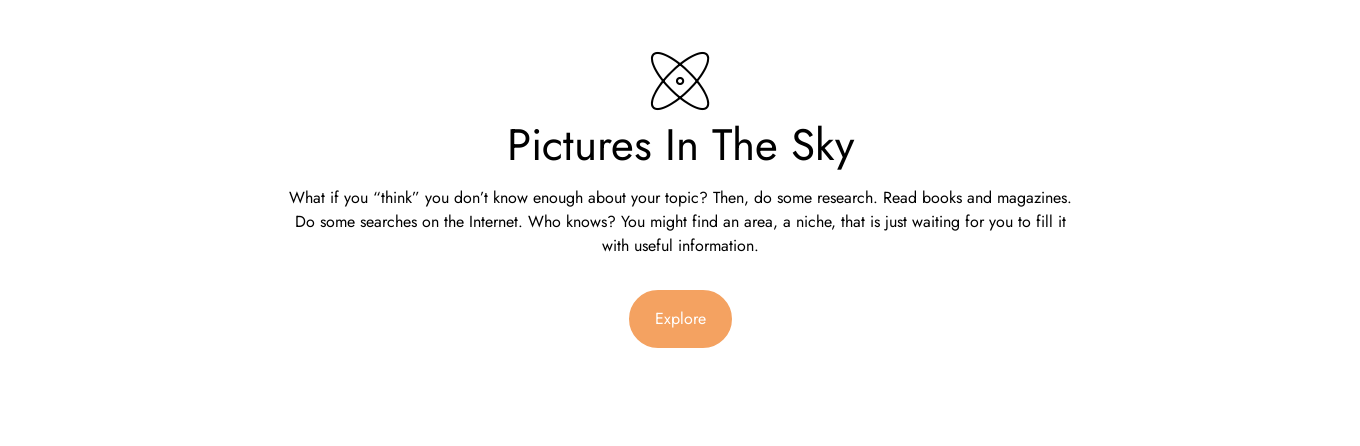 Pictures In The Sky
What if you “think” you don’t know enough about your topic? Then, do some research. Read books and magazines.
Do some searches on the Internet. Who knows? You might find an area, a niche, that is just waiting for you to fill it
with useful information.
Explore